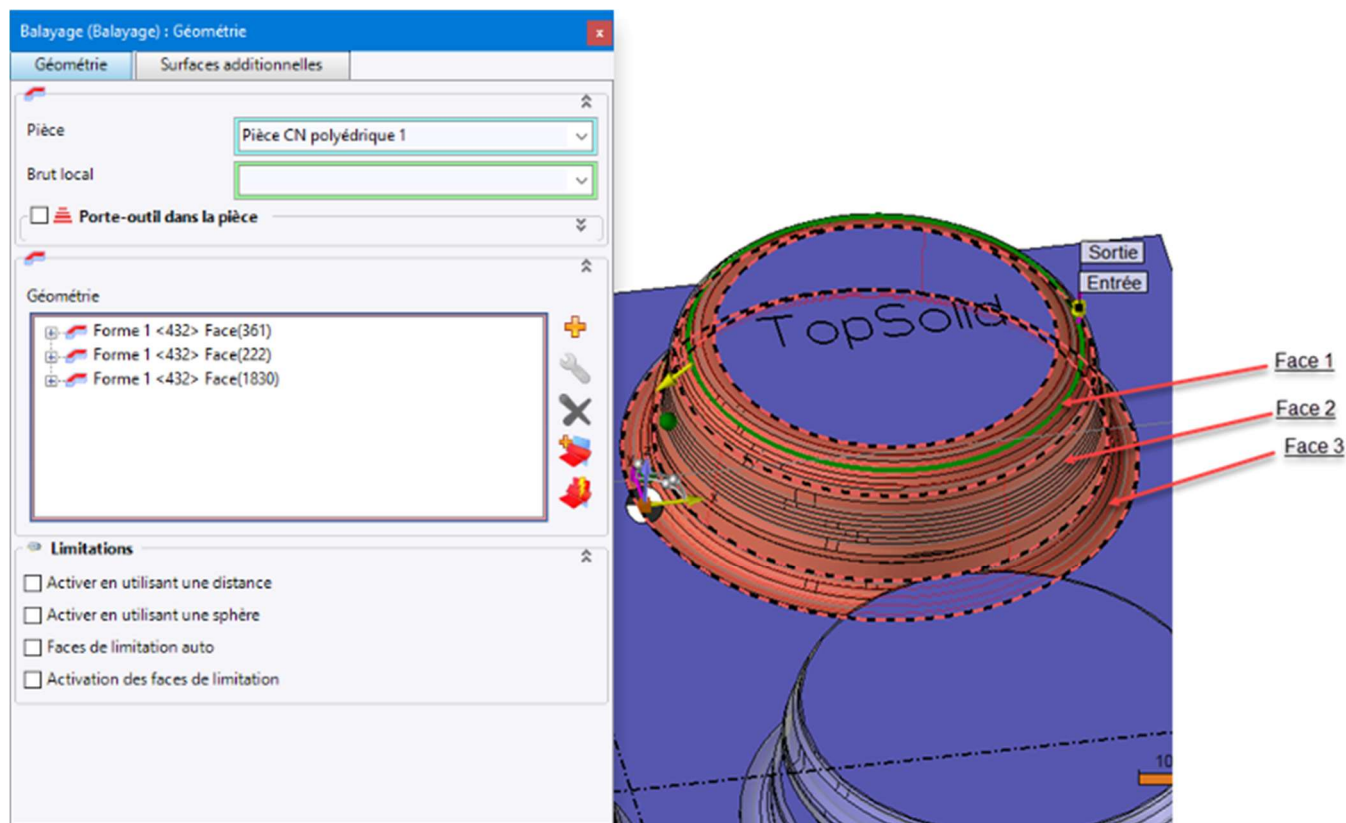 Balayage (Balayage) : Géométrie
x
Géométrie
Surfaces additionnelles
Pièce
Pièce CN polyédrique 1
Brut local
Porte-outil dans la pièce
Géométrie
Forme 1 <432> Face(361)
Forme 1 <432> Face(222)
Forme 1 <432> Face(1830)
Limitations
Activer en utilisant une distance
Activer en utilisant une sphère
Faces de limitation auto
Activation des faces de limitation
Sortie
Entrée
TopSolid
Face 1
Face 2
Face 3
10